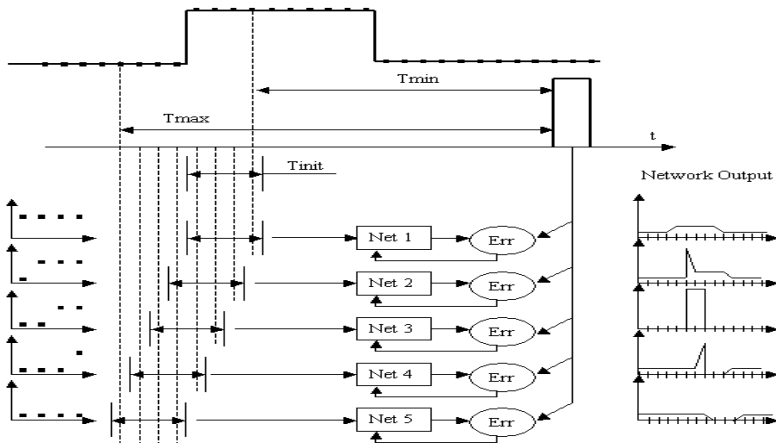 Tmin
Tmax
t
Tinit
Network Output
Net 1
Err
Net 2
Err
Net 3
Err
Net 4
Err
Net 5
Err